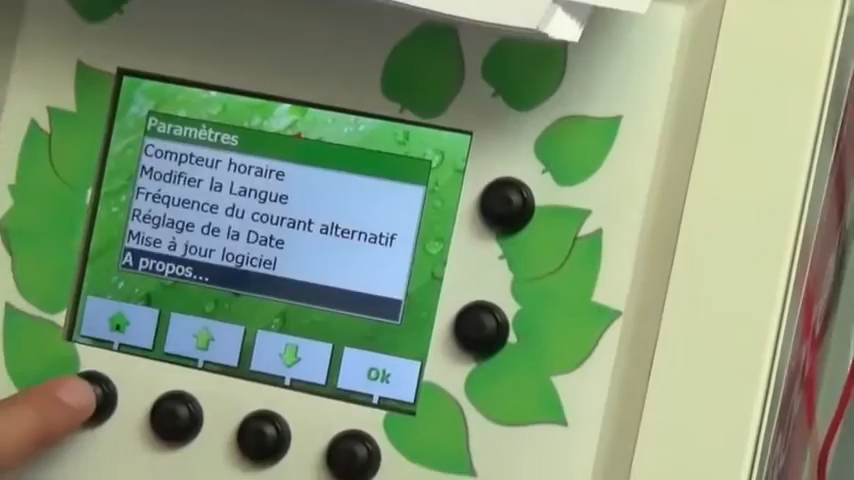 Paramètres
Compteur horaire
Modifier la Langue
Fréquence du courant alternatif
Réglage de la Date
Mise à jour logiciel
A propos...
Ok